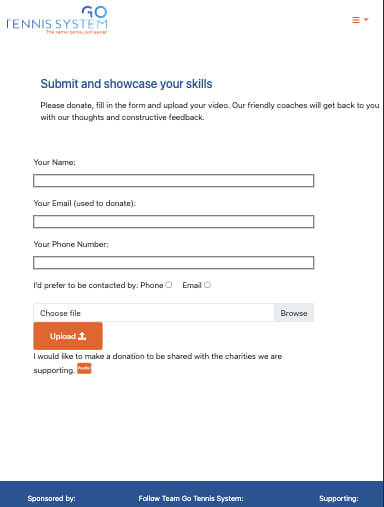 GO
TENNIS SYSTEM
The same game, just easier
Submit and showcase your skills
Please donate, fill in the form and upload your video. Our friendly coaches will get back to you
with our thoughts and constructive feedback.
Your Name:
Your Email (used to donate):
Your Phone Number:
I'd prefer to be contacted by: Phone Email
Choose file Browse
Upload
I would like to make a donation to be shared with the charities we are
supporting.
Sponsored by: Follow Team Go Tennis System: Supporting: